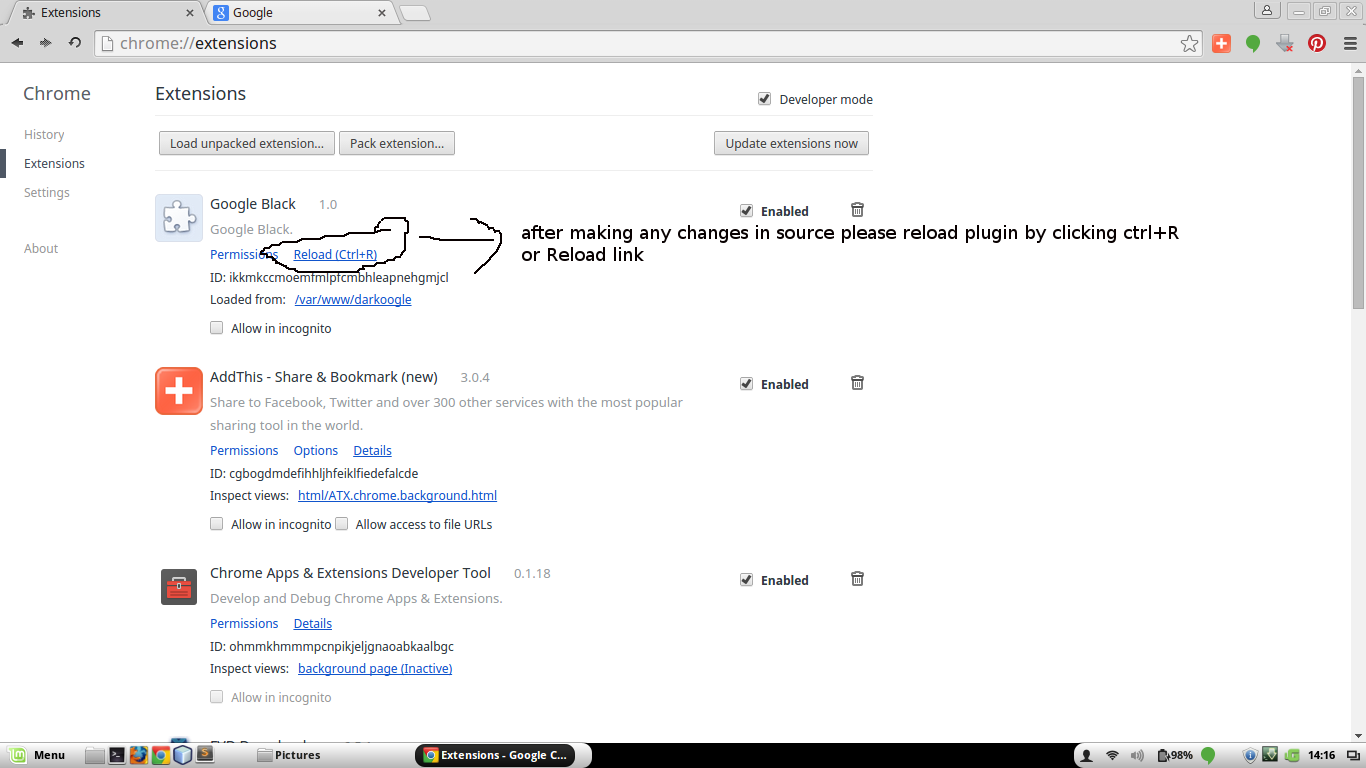 Extensions
Google
chrome://extensions
Chrome
History
Extensions
Settings
About
Extensions
Developer mode
Load unpacked extension...
Pack extension...
Update extensions now
Google Black 1.0
Enabled
Google Black.
Permissions Reload (Ctrl+R)
after making any changes in source please reload plugin by clicking ctrl+R
or Reload link
ID: ikkmkccmoemfmlpfcmbhleapnehgmjcl
Loaded from: /var/www/darkoogle
Allow in incognito
AddThis - Share & Bookmark (new) 3.0.4
Enabled
Share to Facebook, Twitter and over 300 other services with the most popular
sharing tool in the world.
Permissions Options Details
ID: cgbogdmdefihhljhfeiklfiedefalcde
Inspect views: html/ATX.chrome.background.html
Allow in incognito Allow access to file URLs
Chrome Apps & Extensions Developer Tool 0.1.18
Enabled
Develop and Debug Chrome Apps & Extensions.
Permissions Details
ID: ohmmkhmmmpcnpikjeljgnaoabkaalbgc
Inspect views: background page (Inactive)
Allow in incognito
Menu
Pictures
Extensions - Google C...
98%
14:16